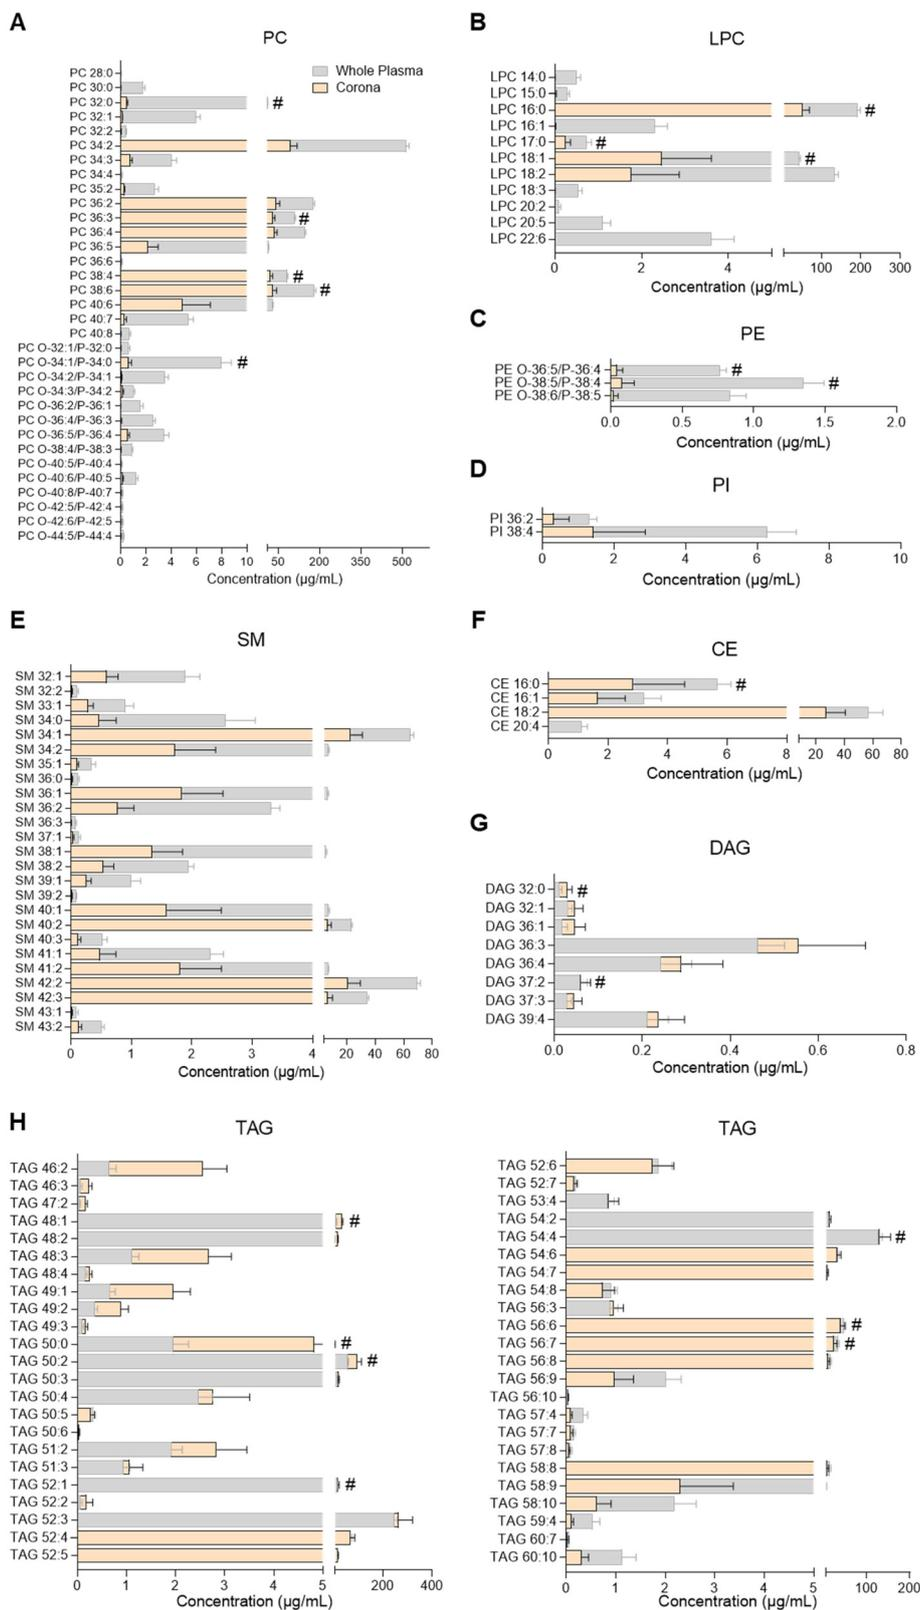 A
PC
Whole Plasma
Corona
PC 28:0
PC 30:0
PC 32:0
#
PC 32:1
PC 32:2
PC 34:2
PC 34:3
PC 34:4
PC 35:2
PC 36:2
PC 36:3
#
PC 36:4
PC 36:5
PC 36:6
PC 38:4
#
PC 38:6
#
PC 40:6
PC 40:7
PC 40:8
PC O-32:1/P-32:0
PC O-34:1/P-34:0
#
PC O-34:2/P-34:1
PC O-34:3/P-34:2
PC O-36:2/P-36:1
PC O-36:4/P-36:3
PC O-36:5/P-36:4
PC O-38:4/P-38:3
PC O-40:5/P-40:4
PC O-40:6/P-40:5
PC O-40:8/P-40:7
PC O-42:5/P-42:4
PC O-42:6/P-42:5
PC O-44:5/P-44:4
0 2 4 6 8 10 50 200 350 500
Concentration (µg/mL)
B
LPC
LPC 14:0
LPC 15:0
LPC 16:0
#
LPC 16:1
LPC 17:0
#
LPC 18:1
#
LPC 18:2
LPC 18:3
LPC 20:2
LPC 20:5
LPC 22:6
0 2 4 100 200 300
Concentration (µg/mL)
C
PE
PE O-36:5/P-36:4
#
PE O-38:5/P-38:4
#
PE O-38:6/P-38:5
0.0 0.5 1.0 1.5 2.0
Concentration (µg/mL)
D
PI
PI 36:2
PI 38:4
0 2 4 6 8 10
Concentration (µg/mL)
E
SM
SM 32:1
SM 32:2
SM 33:1
SM 34:0
SM 34:1
SM 34:2
SM 35:1
SM 36:0
SM 36:1
SM 36:2
SM 36:3
SM 37:1
SM 38:1
SM 38:2
SM 39:1
SM 39:2
SM 40:1
SM 40:2
SM 40:3
SM 41:1
SM 41:2
SM 42:2
SM 42:3
SM 43:1
SM 43:2
0 1 2 3 4 20 40 60 80
Concentration (µg/mL)
F
CE
CE 16:0
#
CE 16:1
CE 18:2
CE 20:4
0 2 4 6 8 20 40 60 80
Concentration (µg/mL)
G
DAG
DAG 32:0
#
DAG 32:1
DAG 36:1
DAG 36:3
DAG 36:4
DAG 37:2
#
DAG 37:3
DAG 39:4
0.0 0.2 0.4 0.6 0.8
Concentration (µg/mL)
H
TAG
TAG 46:2
TAG 46:3
TAG 47:2
TAG 48:1
#
TAG 48:2
TAG 48:3
TAG 48:4
TAG 49:1
TAG 49:2
TAG 49:3
TAG 50:0
#
TAG 50:2
#
TAG 50:3
TAG 50:4
TAG 50:5
TAG 50:6
TAG 51:2
TAG 51:3
TAG 52:1
#
TAG 52:2
TAG 52:3
TAG 52:4
TAG 52:5
0 1 2 3 4 5 200 400
Concentration (µg/mL)
TAG
TAG 52:6
TAG 52:7
TAG 53:4
TAG 54:2
TAG 54:4
#
TAG 54:6
TAG 54:7
TAG 54:8
TAG 56:3
TAG 56:6
#
TAG 56:7
#
TAG 56:8
TAG 56:9
TAG 56:10
TAG 57:4
TAG 57:7
TAG 57:8
TAG 58:8
TAG 58:9
TAG 58:10
TAG 59:4
TAG 60:7
TAG 60:10
0 1 2 3 4 5 100 200
Concentration (µg/mL)